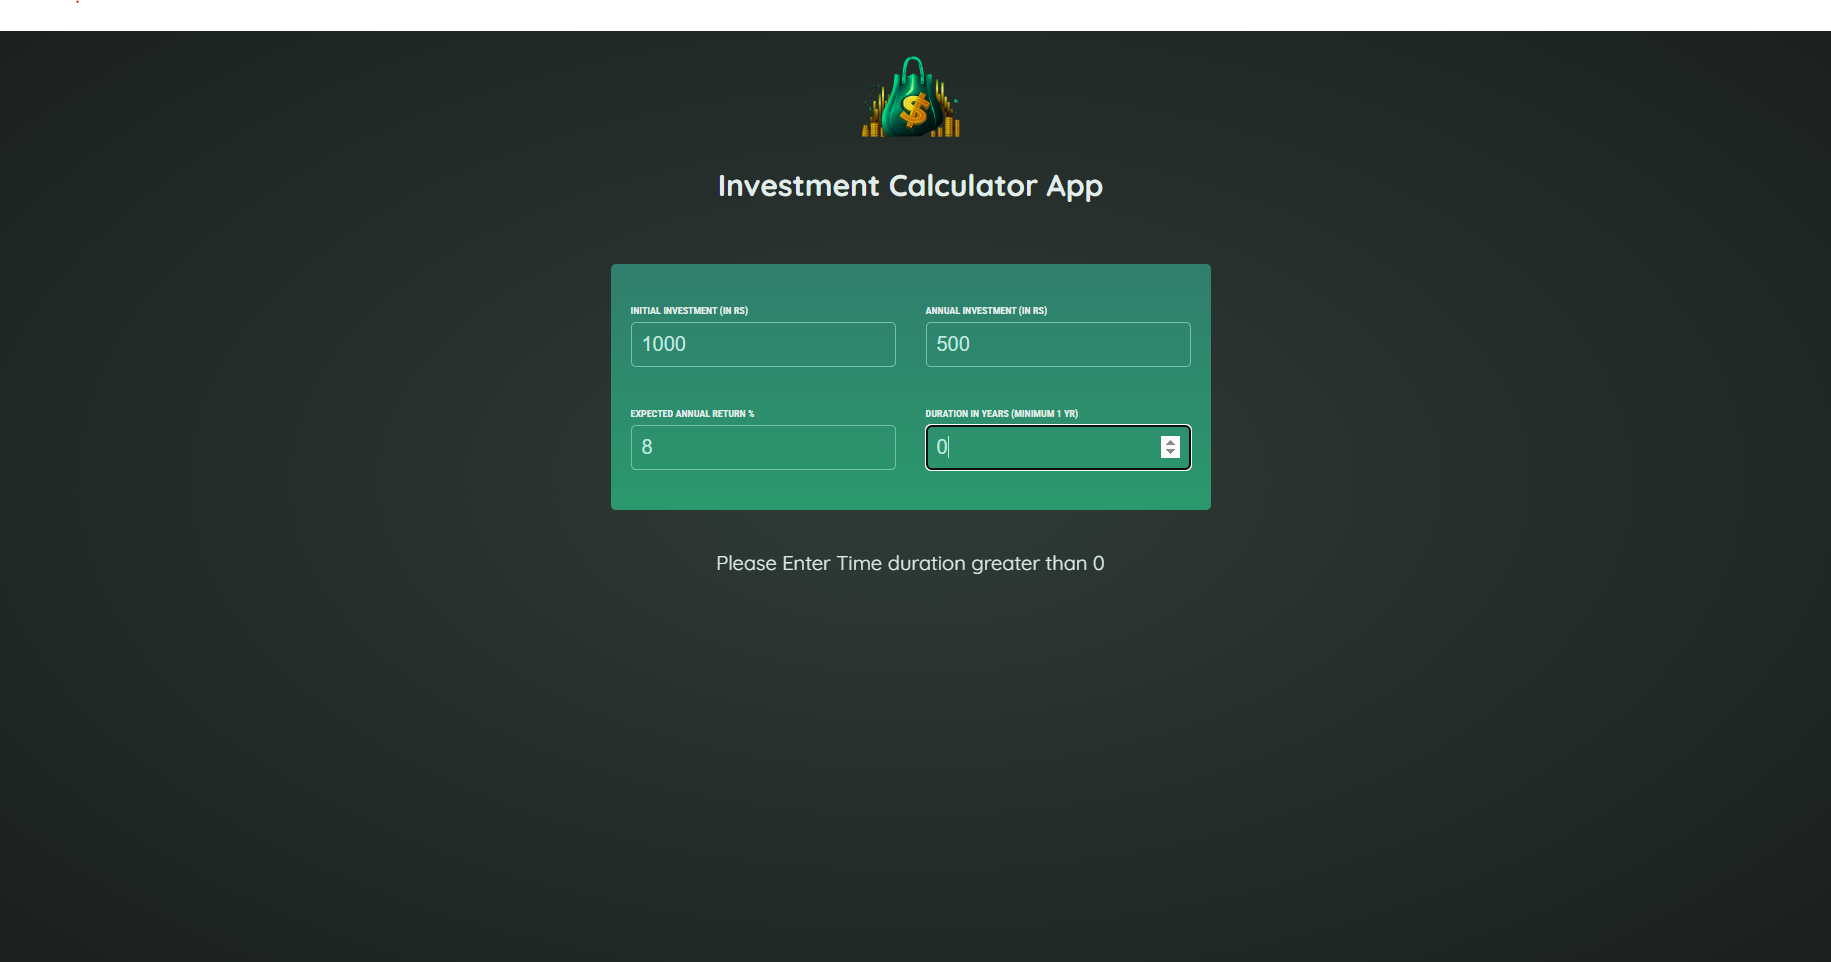 $
Investment Calculator App
INITIAL INVESTMENT (IN RS)
ANNUAL INVESTMENT (IN RS)
1000
500
EXPECTED ANNUAL RETURN %
DURATION IN YEARS (MINIMUM 1 YR)
8
0
Please Enter Time duration greater than 0